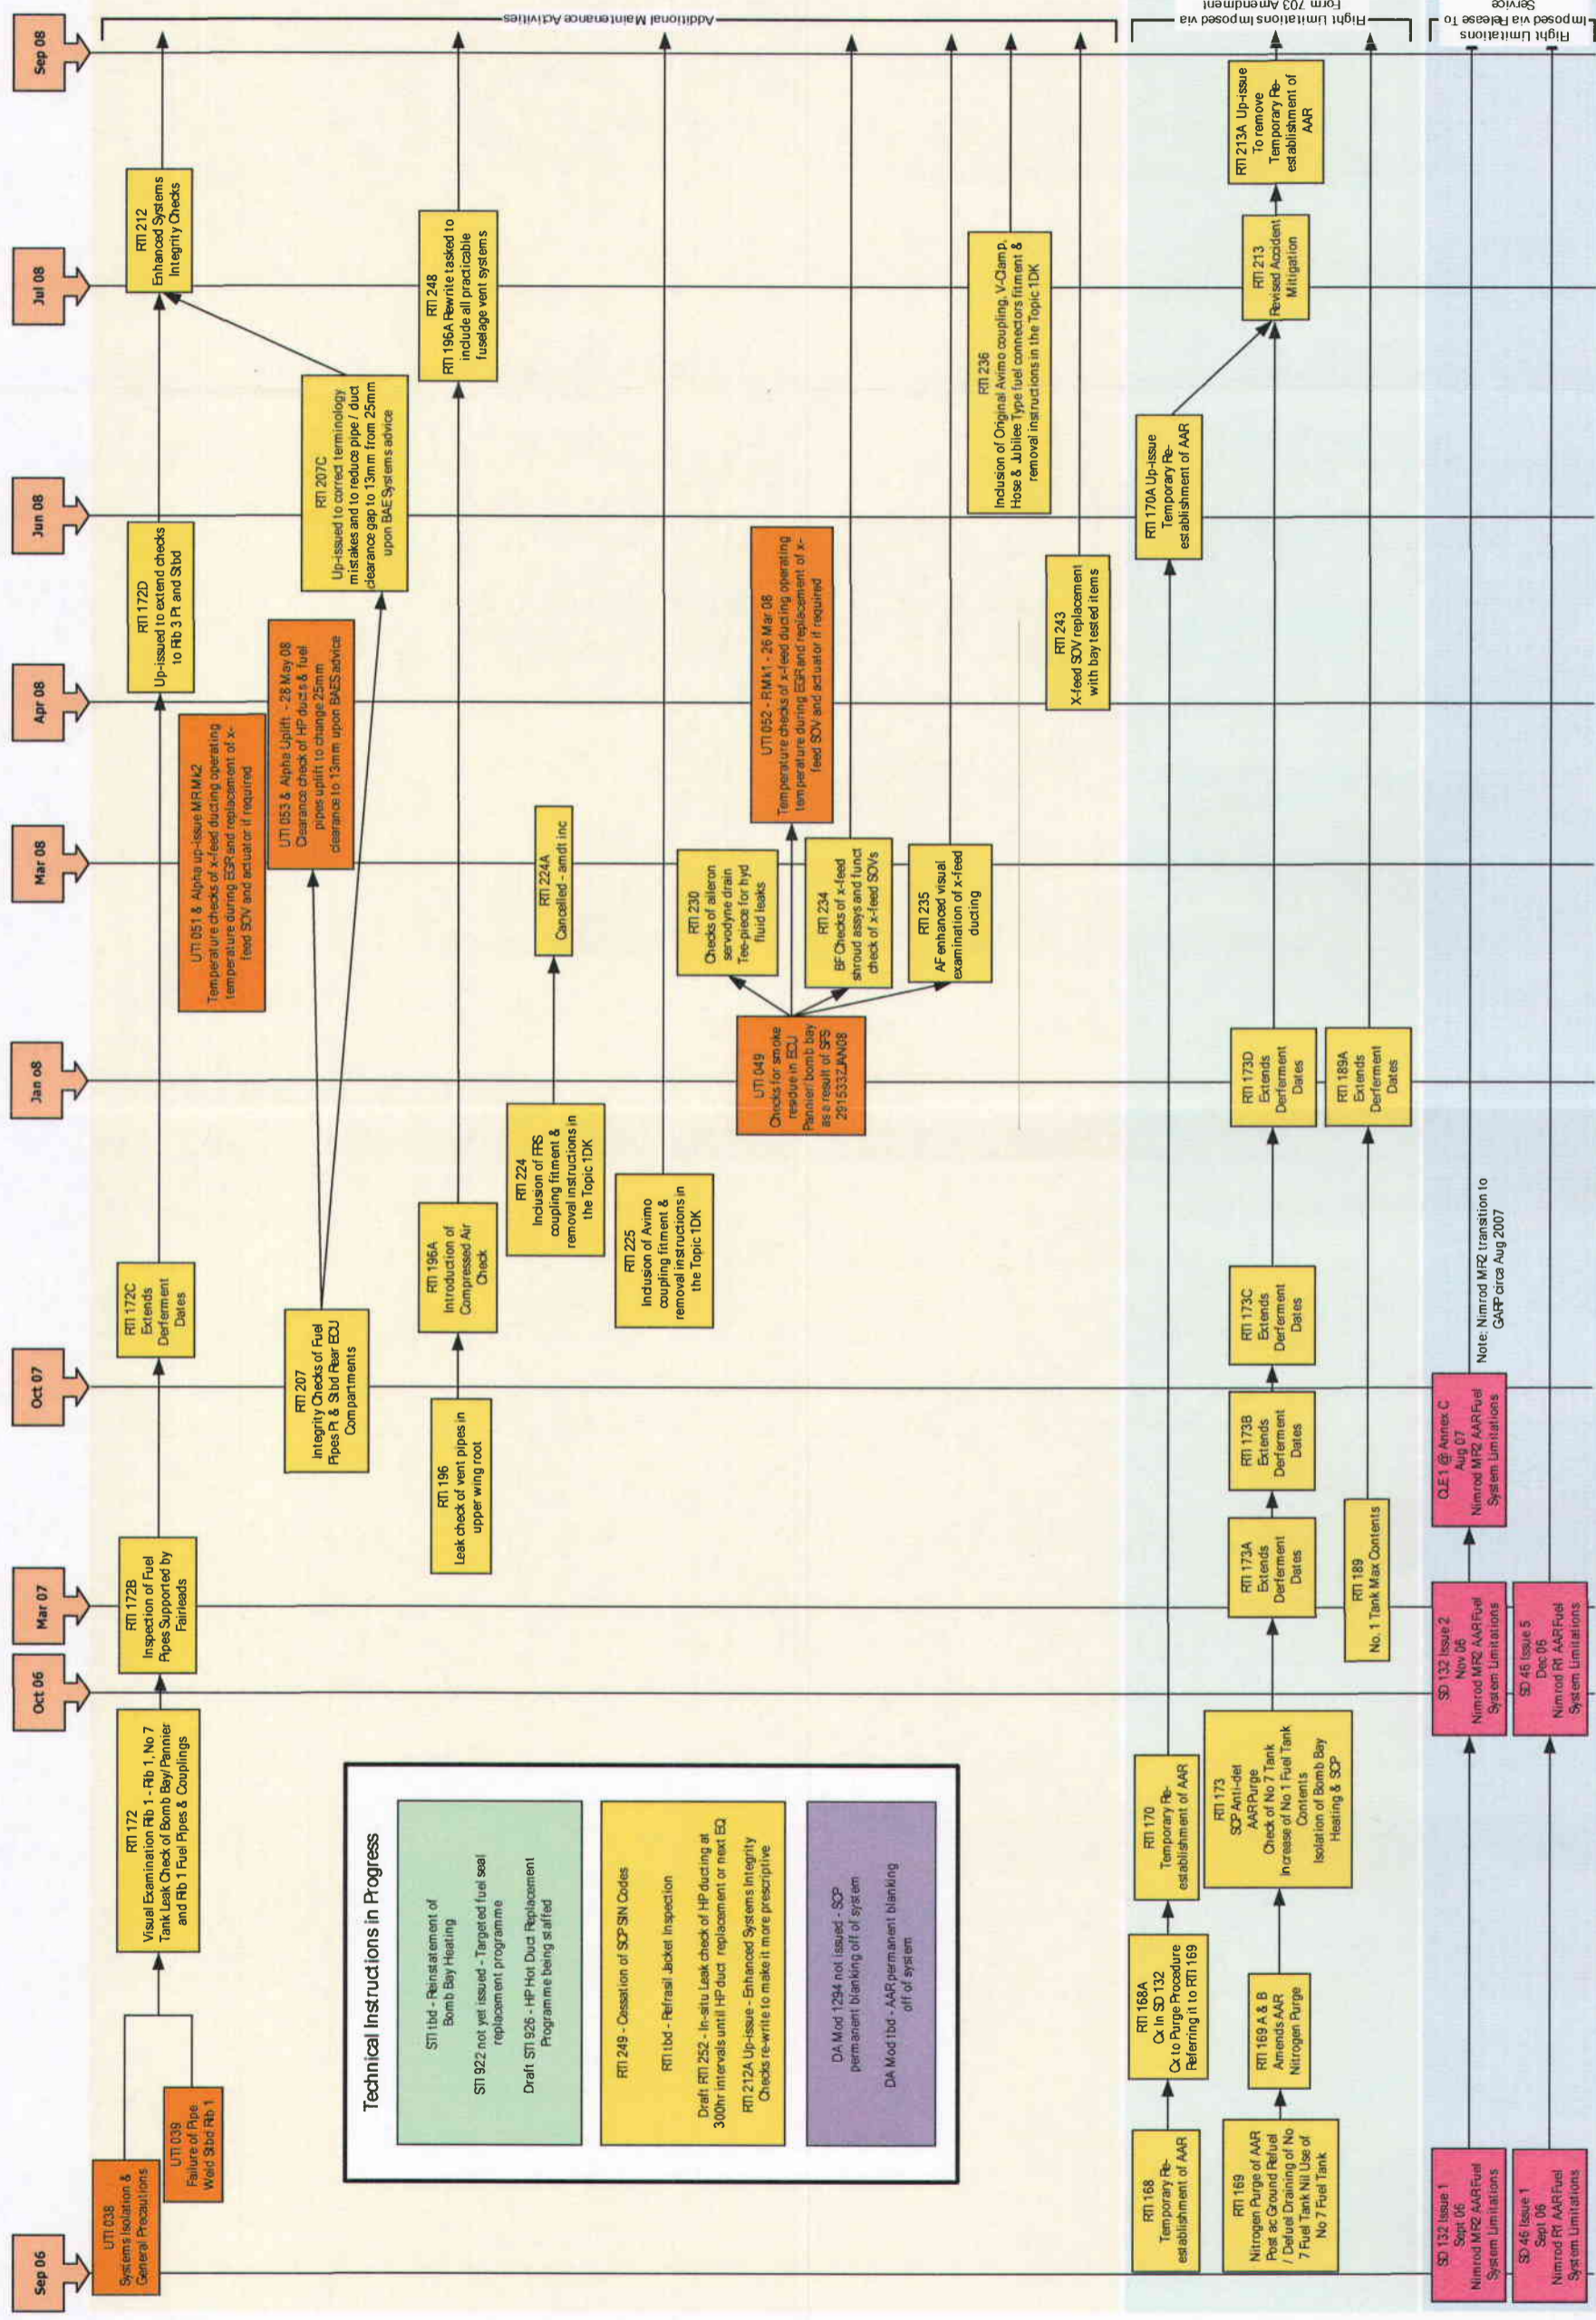 Sep 06
Oct 06
Mar 07
Oct 07
Jan 08
Mar 08
Apr 08
Jun 08
Jul 08
Sep 08
UTI 038
Systems Isolation &
General Precautions
UTI 039
Failure of Pipe
Weld Stbd Rib 1
RTI 172
Visual Examination Rib 1 - Rib 1, No 7
Tank Leak Check of Bomb Bay/Pannier
and Rib 1 Fuel Pipes & Couplings
RTI 172B
Inspection of Fuel
Pipes Supported by
Fairleads
RTI 172C
Extends
Derferment
Dates
RTI 172D
Up-issued to extend checks
to Rib 3 Pt and Stbd
RTI 212
Enhanced Systems
Integrity Checks
UTI 051 & Alpha up-issue MRMk2
Temperature checks of x-feed ducting operating
temperature during EGR and replacement of x-
feed SOV and actuator if required
RTI 207
Integrity Checks of Fuel
Pipes Pt & Stbd Rear ECU
Compartments
UTI 053 & Alpha Uplift - 28 May 08
Clearance check of HP ducts & fuel
pipes uplift to change 25mm
clearance to 13mm upon BAES advice
RTI 207C
Up-issued to correct terminology
mistakes and to reduce pipe / duct
clearance gap to 13mm from 25mm
upon BAE Systems advice
RTI 196
Leak check of vent pipes in
upper wing root
RTI 196A
Introduction of
Compressed Air
Check
RTI 248
RTI 196A Rewrite tasked to
include all practicable
fuselage vent systems
RTI 224
Inclusion of FRS
coupling fitment &
removal instructions in
the Topic 1DK
RTI 224A
Cancelled - amdt inc
RTI 225
Inclusion of Avimo
coupling fitment &
removal instructions in
the Topic 1DK
UTI 049
Checks for smoke
residue in ECU
Pannier/bomb bay
as a result of SFS
291533ZJAN08
RTI 230
Checks of aileron
servodyne drain
Tee-piece for hyd
fluid leaks
UTI 052 - RMk1 - 26 Mar 08
Temperature checks of x-feed ducting operating
temperature during EGR and replacement of x-
feed SOV and actuator if required
RTI 234
BF Checks of x-feed
shroud assys and funct
check of x-feed SOVs
RTI 235
AF enhanced visual
examination of x-feed
ducting
RTI 236
Inclusion of Original Avimo coupling, V-Clamp,
Hose & Jubilee Type fuel connectors fitment &
removal instructions in the Topic 1DK
RTI 243
X-feed SOV replacement
with bay tested items
Additional Maintenance Activities
Technical Instructions in Progress
STI tbd - Reinstatement of
Bomb Bay Heating
STI 922 not yet issued - Targeted fuel seal
replacement programme
Draft STI 926 - HP Hot Duct Replacement
Programme being staffed
RTI 249 - Cessation of SCP SIN Codes
RTI tbd - Refrasil Jacket Inspection
Draft RTI 252 - In-situ Leak check of HP ducting at
300hr intervals until HP duct replacement or next EQ
RTI 212A Up-issue - Enhanced Systems Integrity
Checks re-write to make it more prescriptive
DA Mod 1294 not issued - SCP
permanent blanking off of system
DA Mod tbd - AAR permanent blanking
off of system
RTI 168
Temporary Re-
establishment of AAR
RTI 168A
Cx In SD 132
Cx to Purge Procedure
Referring it to RTI 169
RTI 170
Temporary Re-
establishment of AAR
RTI 170A Up-issue
Temporary Re-
establishment of AAR
RTI 169
Nitrogen Purge of AAR
Post ac Ground Refuel
/ Defuel Draining of No
7 Fuel Tank Nil Use of
No 7 Fuel Tank
RTI 169 A & B
Amends AAR
Nitrogen Purge
RTI 173
SCP Anti-det
AAR Purge
Check of No 7 Tank
Increase of No 1 Fuel Tank
Contents
Isolation of Bomb Bay
Heating & SCP
RTI 173A
Extends
Derferment
Dates
RTI 173B
Extends
Derferment
Dates
RTI 173C
Extends
Derferment
Dates
RTI 173D
Extends
Derferment
Dates
RTI 213
Revised Accident
Mitigation
RTI 213A Up-issue
To remove
Temporary Re-
establishment of
AAR
RTI 189
No. 1 Tank Max Contents
RTI 189A
Extends
Derferment
Dates
Flight Limitations Imposed via
Form 703 Amendment
SD 132 Issue 1
Sept 06
Nimrod MR2 AAR Fuel
System Limitations
SD 132 Issue 2
Nov 06
Nimrod MR2 AAR Fuel
System Limitations
CLE1 @ Annex C
Aug 07
Nimrod MR2 AAR Fuel
System Limitations
Note: Nimrod MR2 transition to
GARP circa Aug 2007
SD 46 Issue 1
Sept 06
Nimrod R1 AAR Fuel
System Limitations
SD 46 Issue 5
Dec 06
Nimrod R1 AAR Fuel
System Limitations
Flight Limitations
Imposed via Release To
Service